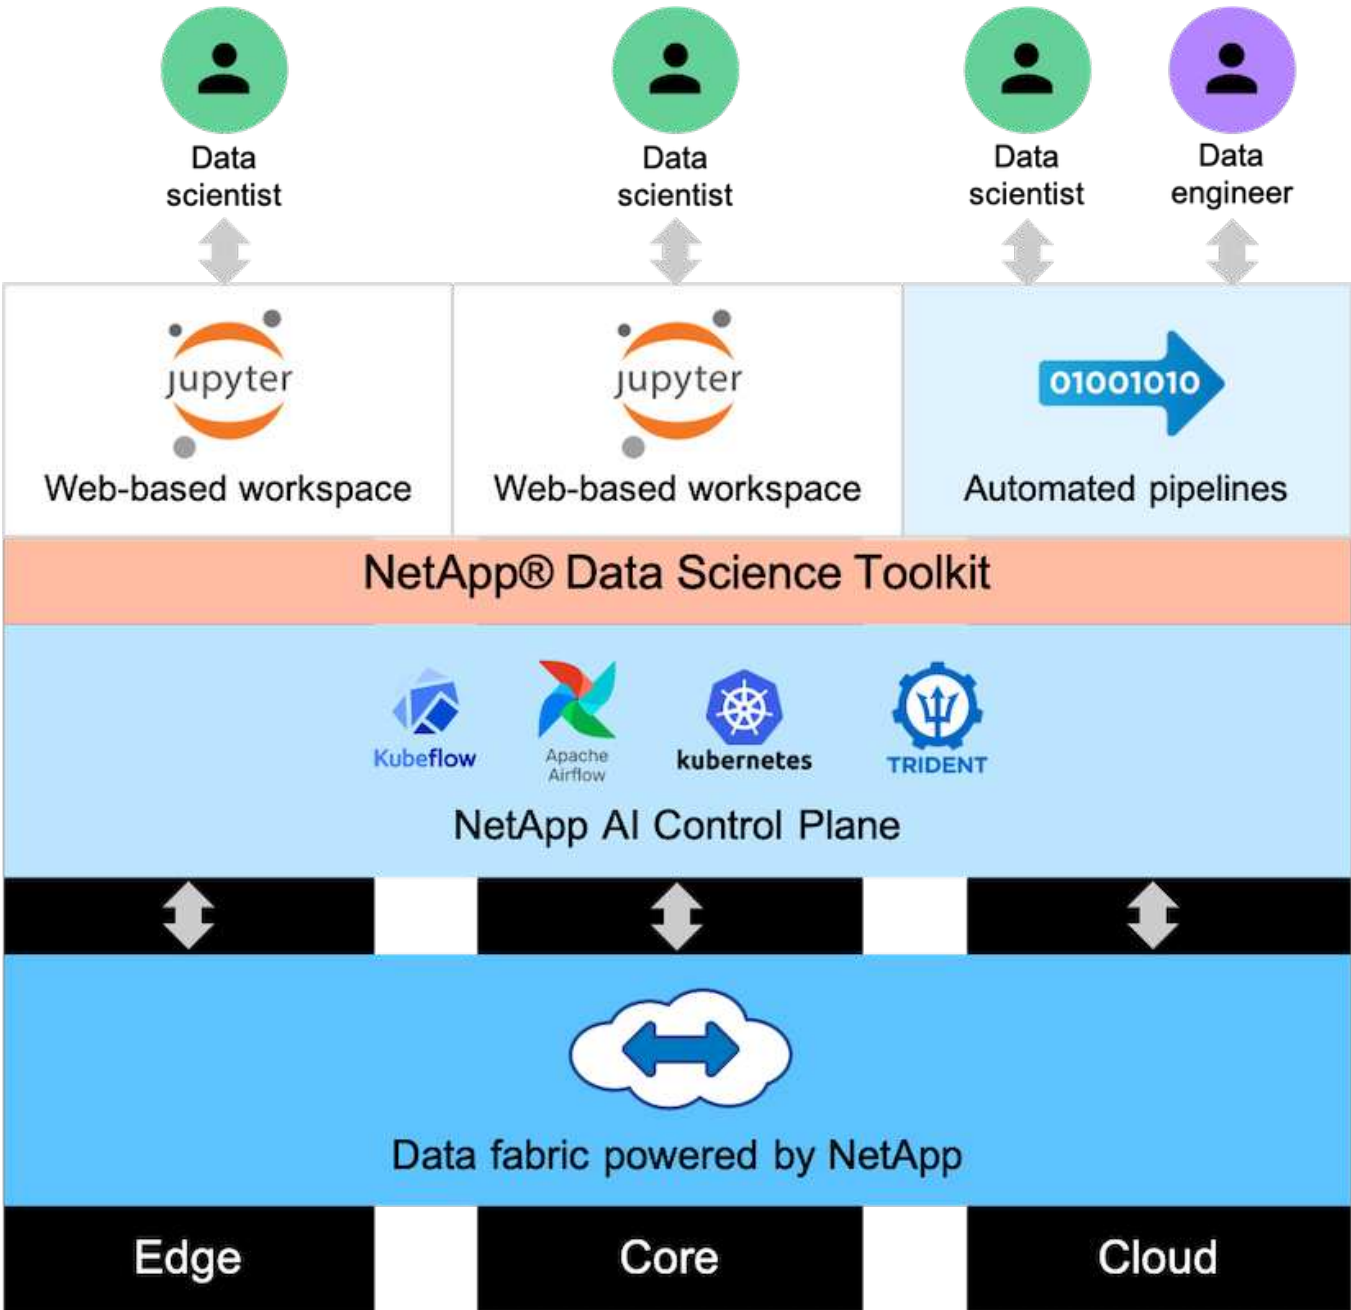 Data
scientist
Data
scientist
Data
scientist
Data
engineer
jupyter
Web-based workspace
jupyter
Web-based workspace
01001010
Automated pipelines
NetApp® Data Science Toolkit
Kubeflow
Apache
Airflow
kubernetes
TRIDENT
NetApp AI Control Plane
Data fabric powered by NetApp
Edge
Core
Cloud